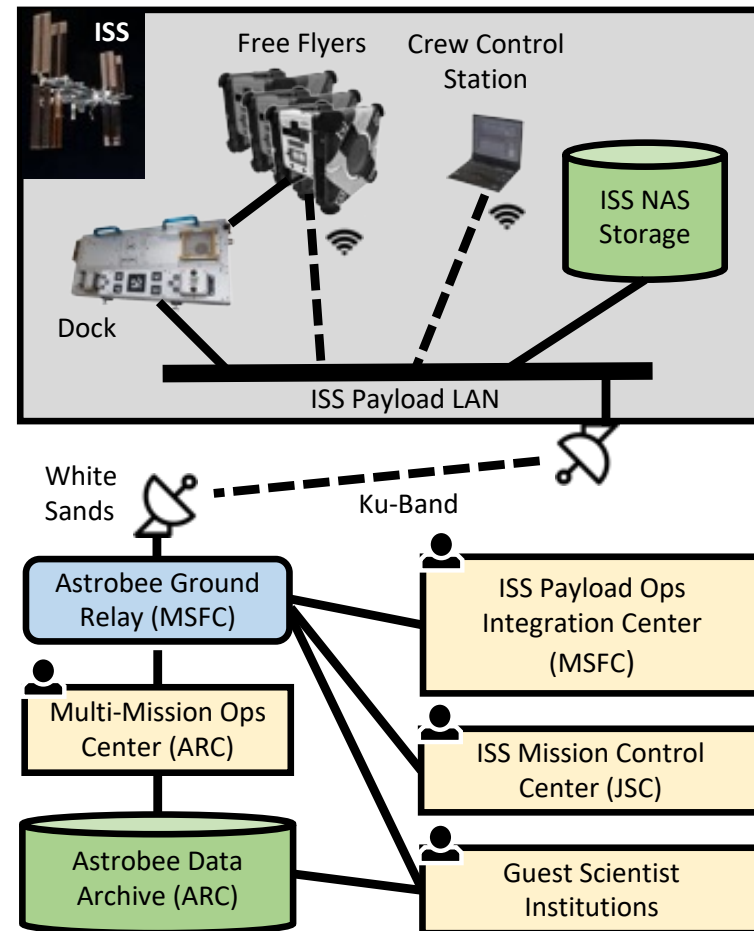 ISS
Free Flyers
Crew Control
Station
ISS NAS
Storage
Dock
ISS Payload LAN
White
Sands
Ku-Band
Astrobee Ground
Relay (MSFC)
ISS Payload Ops
Integration Center
(MSFC)
Multi-Mission Ops
Center (ARC)
ISS Mission Control
Center (JSC)
Astrobee Data
Archive (ARC)
Guest Scientist
Institutions